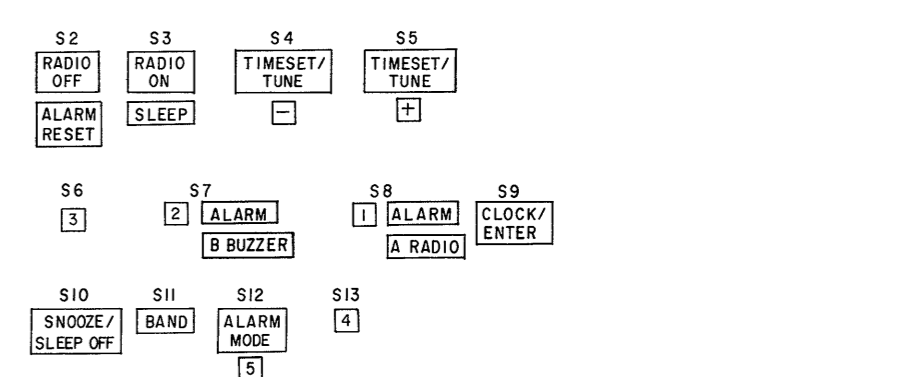 S2 S3 S4 S5
RADIO OFF RADIO ON TIMESET/ TUNE TIMESET/ TUNE
ALARM RESET SLEEP − +
S6 S7 S8 S9
3 2 ALARM 1 ALARM CLOCK/ ENTER
B BUZZER A RADIO
S10 S11 S12 S13
SNOOZE/ SLEEP OFF BAND ALARM MODE 4
5